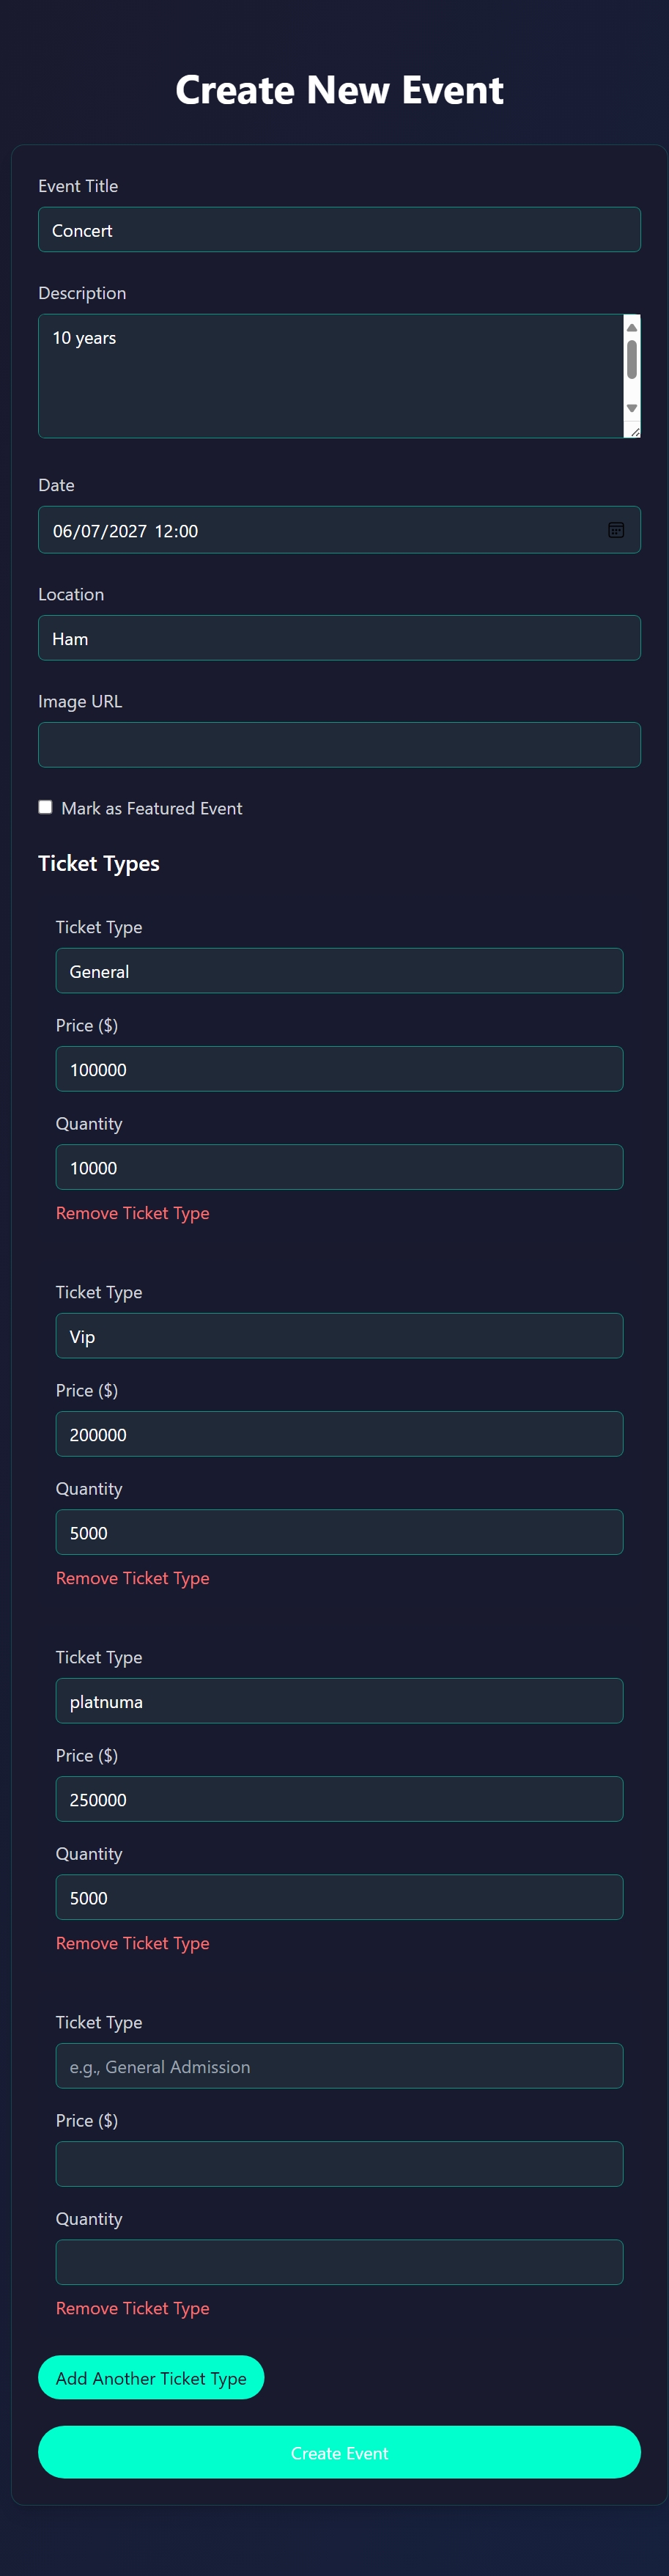 Create New Event
Event Title
Concert
Description
10 years
Date
06/07/2027 12:00
Location
Ham
Image URL
Mark as Featured Event
Ticket Types
Ticket Type
General
Price ($)
100000
Quantity
10000
Remove Ticket Type
Ticket Type
Vip
Price ($)
200000
Quantity
5000
Remove Ticket Type
Ticket Type
platnuma
Price ($)
250000
Quantity
5000
Remove Ticket Type
Ticket Type
e.g., General Admission
Price ($)
Quantity
Remove Ticket Type
Add Another Ticket Type
Create Event